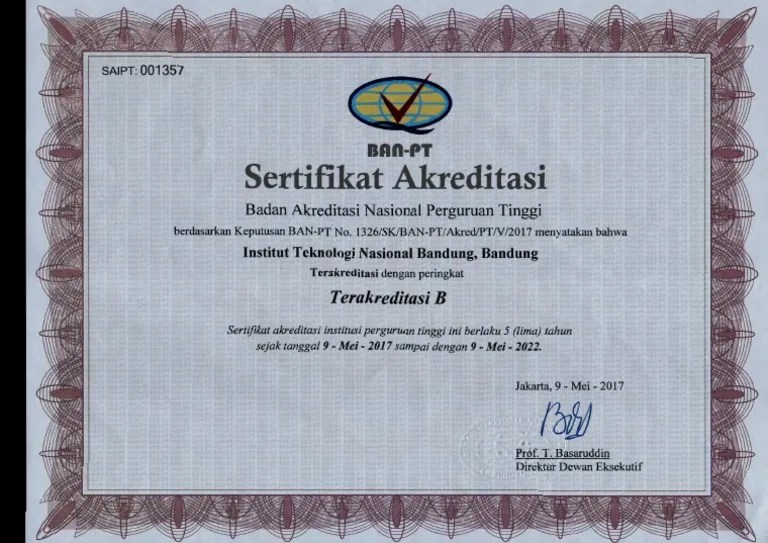 SAIPT: 001357
BAN-PT
Sertifikat Akreditasi
Badan Akreditasi Nasional Perguruan Tinggi
berdasarkan Keputusan BAN-PT No. 1326/SK/BAN-PT/Akred/PT/V/2017 menyatakan bahwa
Institut Teknologi Nasional Bandung, Bandung
Terakreditasi dengan peringkat
Terakreditasi B
Sertifikat akreditasi institusi perguruan tinggi ini berlaku 5 (lima) tahun
sejak tanggal 9 - Mei - 2017 sampai dengan 9 - Mei - 2022.
Jakarta, 9 - Mei - 2017
Prof. T. Basaruddin
Direktur Dewan Eksekutif